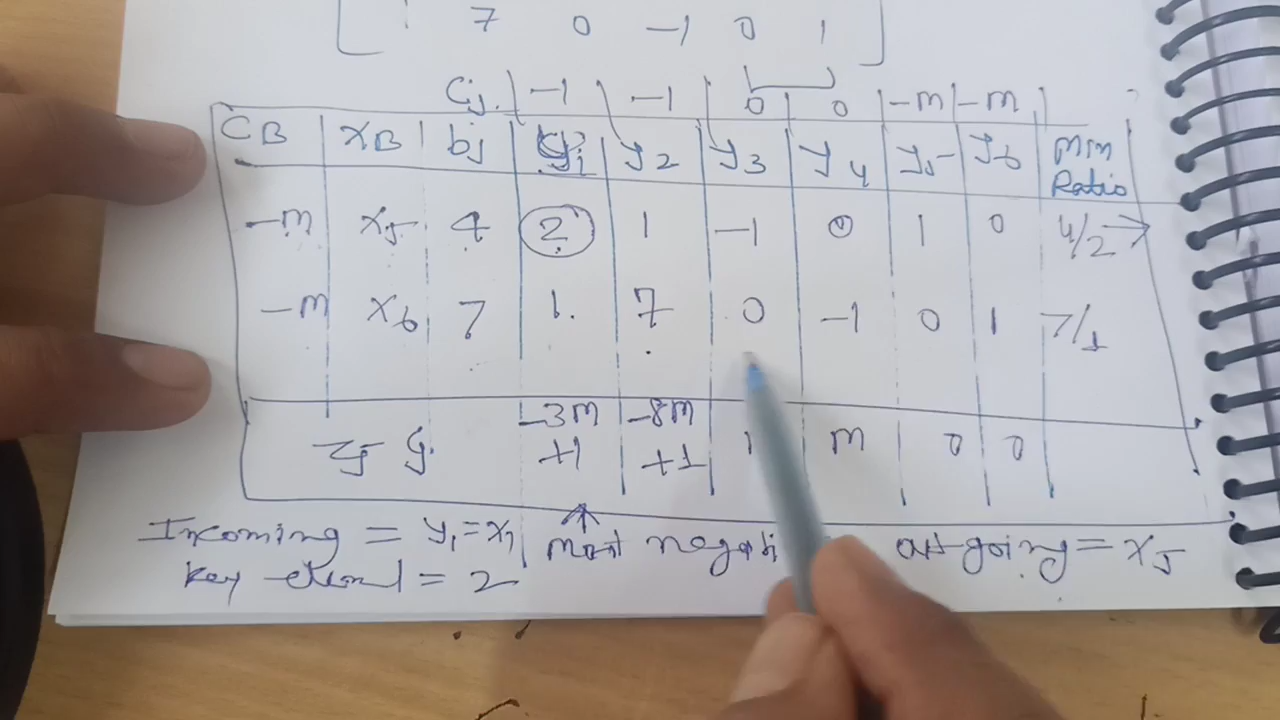 7 0 -1 0 1
Cj -1 -1 0 0 -M -M
CB XB bj y1 y2 y3 y4 y5 y6 Min Ratio
-M x5 4 2 1 -1 0 1 0 4/2 →
-M x6 7 1. 7 0 -1 0 1 7/1
-3M -8M
Zj Cj +1 +1 M 0 0
Incoming = y1 = x1 ↑ most outgoing = x5
Key = 2